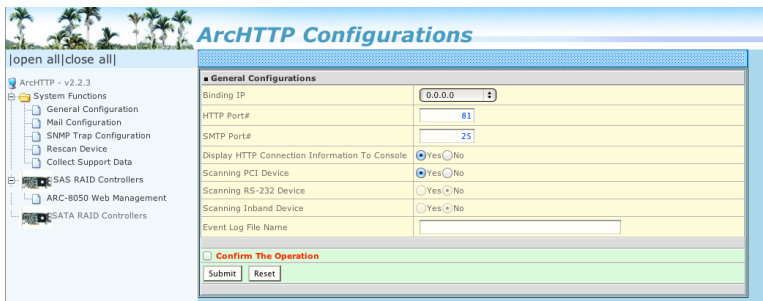 ArcHTTP Configurations
|open all|close all|
ArcHTTP - v2.2.3
System Functions
General Configuration
Mail Configuration
SNMP Trap Configuration
Rescan Device
Collect Support Data
SAS RAID Controllers
ARC-8050 Web Management
SATA RAID Controllers
General Configurations
Binding IP 0.0.0.0
HTTP Port# 81
SMTP Port# 25
Display HTTP Connection Information To Console Yes No
Scanning PCI Device Yes No
Scanning RS-232 Device Yes No
Scanning Inband Device Yes No
Event Log File Name
Confirm The Operation
Submit Reset